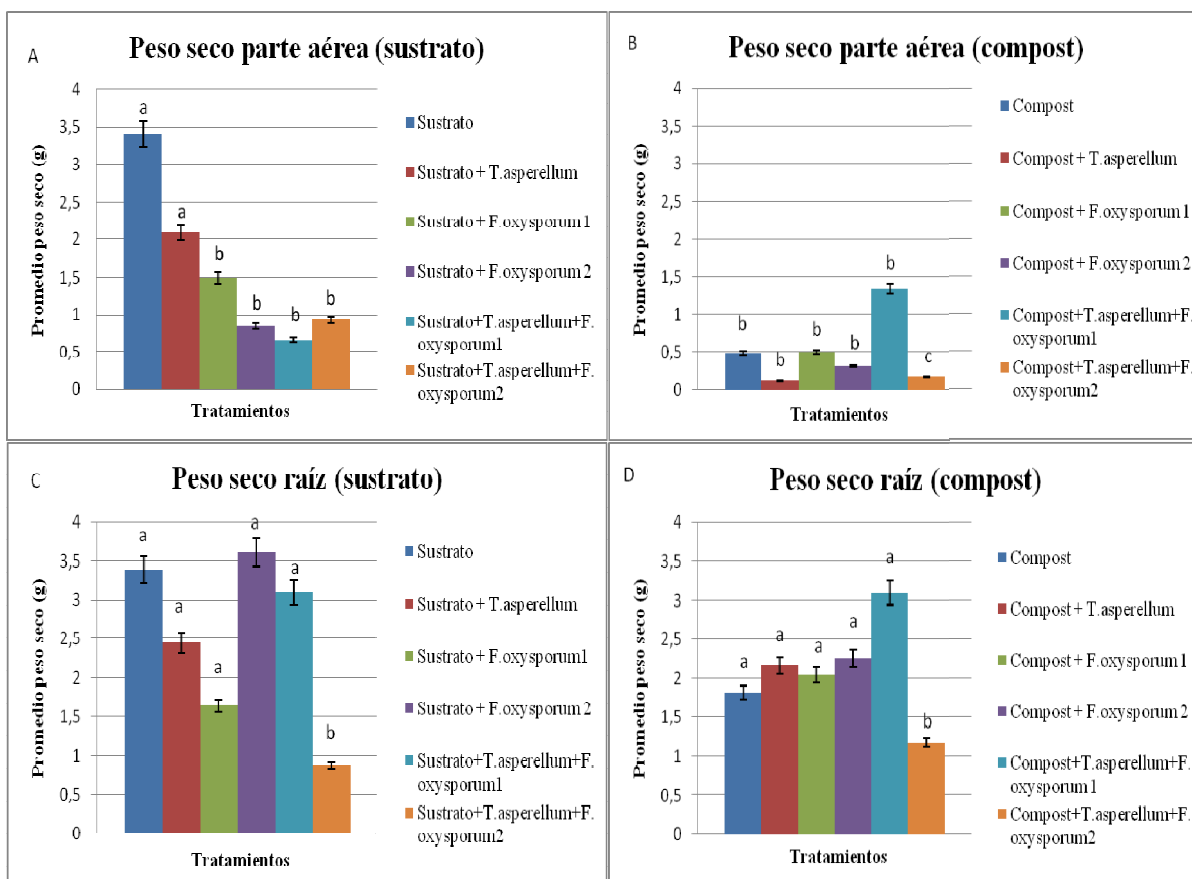 A
Peso seco parte aérea (sustrato)
Promedio peso seco (g)
4
3,5
3
2,5
2
1,5
1
0,5
0
a
a
b
b
b
b
Tratamientos
Sustrato
Sustrato + T.asperellum
Sustrato + F.oxysporum1
Sustrato + F.oxysporum 2
Sustrato+T.asperellum+F.
oxysporum1
Sustrato+T.asperellum+F.
oxysporum2
B
Peso seco parte aérea (compost)
Promedio peso seco (g)
4
3,5
3
2,5
2
1,5
1
0,5
0
b
b
b
b
b
c
Tratamientos
Compost
Compost + T.asperellum
Compost + F.oxysporum 1
Compost + F.oxysporum 2
Compost+T.asperellum+F.
oxysporum1
Compost+T.asperellum+F.
oxysporum2
C
Peso seco raíz (sustrato)
Promedio peso seco (g)
4
3,5
3
2,5
2
1,5
1
0,5
0
a
a
a
a
a
b
Tratamientos
Sustrato
Sustrato + T.asperellum
Sustrato + F.oxysporum1
Sustrato + F.oxysporum 2
Sustrato+T.asperellum+F.
oxysporum1
Sustrato+T.asperellum+F.
oxysporum2
D
Peso seco raíz (compost)
Promedio peso seco (g)
4
3,5
3
2,5
2
1,5
1
0,5
0
a
a
a
a
a
b
Tratamientos
Compost
Compost + T.asperellum
Compost + F.oxysporum 1
Compost + F.oxysporum 2
Compost+T.asperellum+F.
oxysporum1
Compost+T.asperellum+F.
oxysporum2